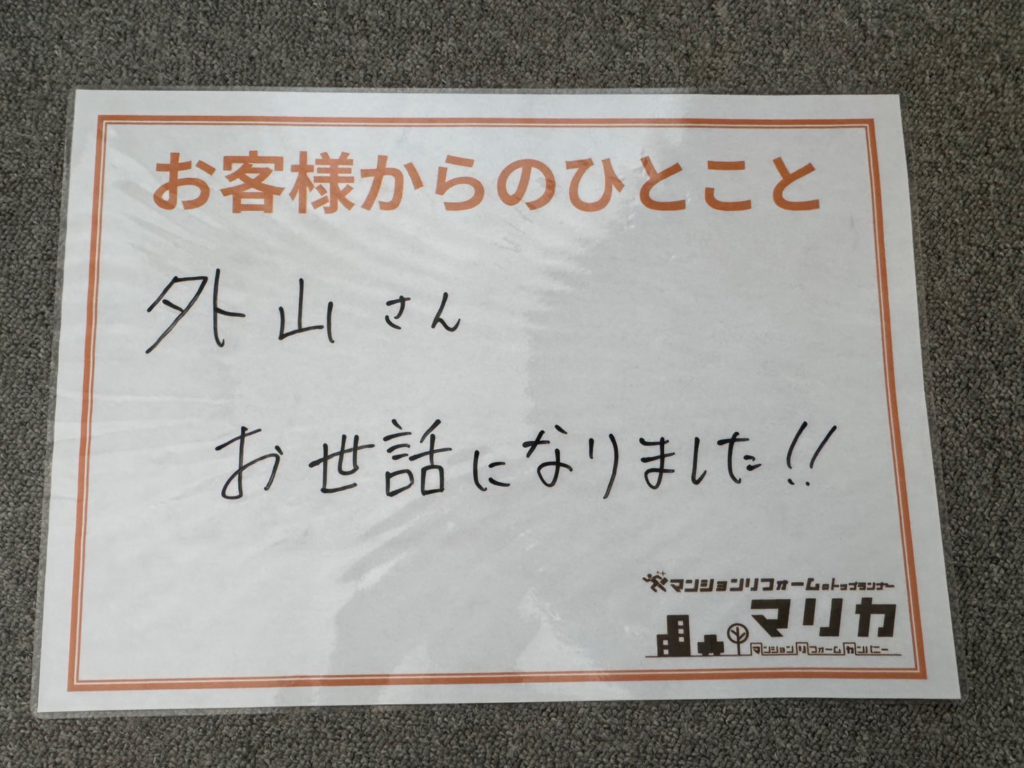 お客様からのひとこと
外山さん
お世話になりました!!
マンションリフォームのトップランナー
マリカ
マンションリフォームカンパニー